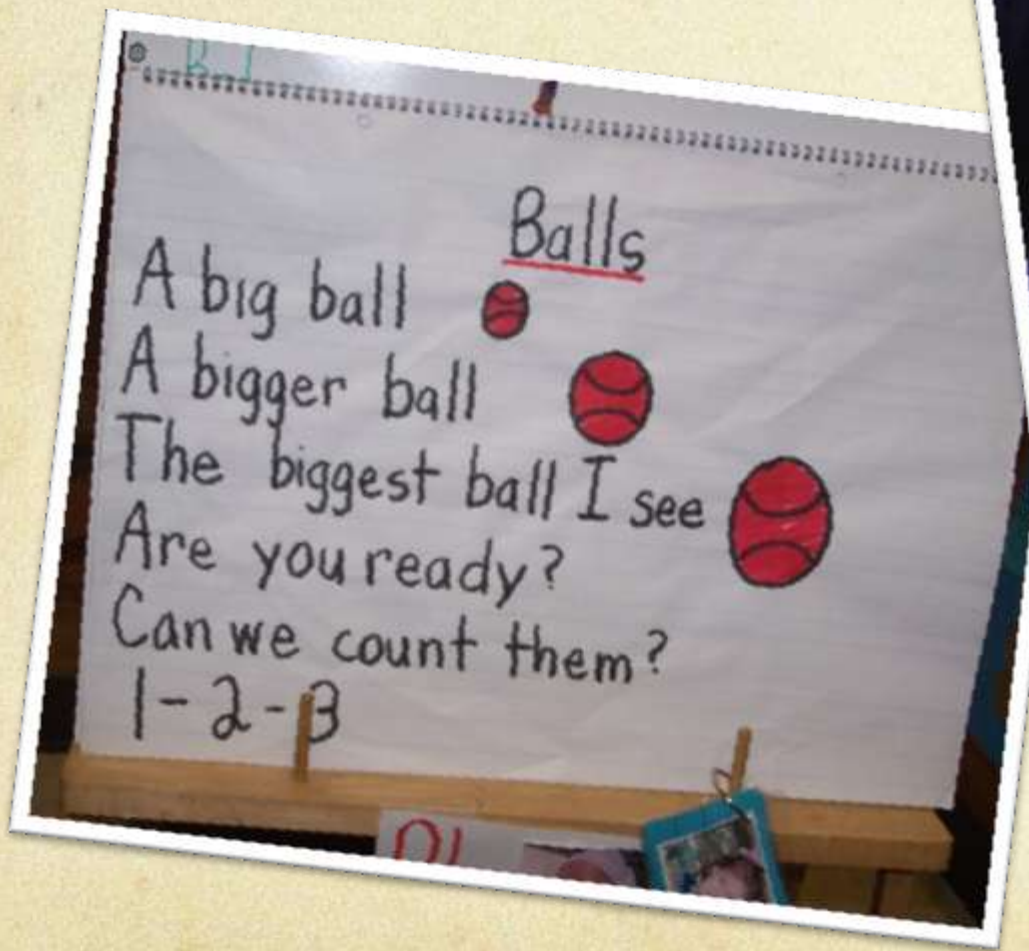 Balls
A big ball
A bigger ball
The biggest ball I see
Are you ready?
Can we count them?
1-2-3